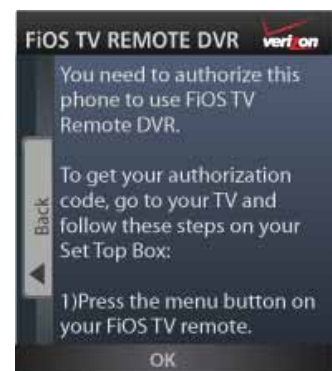 FiOS TV REMOTE DVR verizon
You need to authorize this
phone to use FiOS TV
Remote DVR.
To get your authorization
code, go to your TV and
follow these steps on your
Set Top Box:
1)Press the menu button on
your FiOS TV remote.
Back
OK